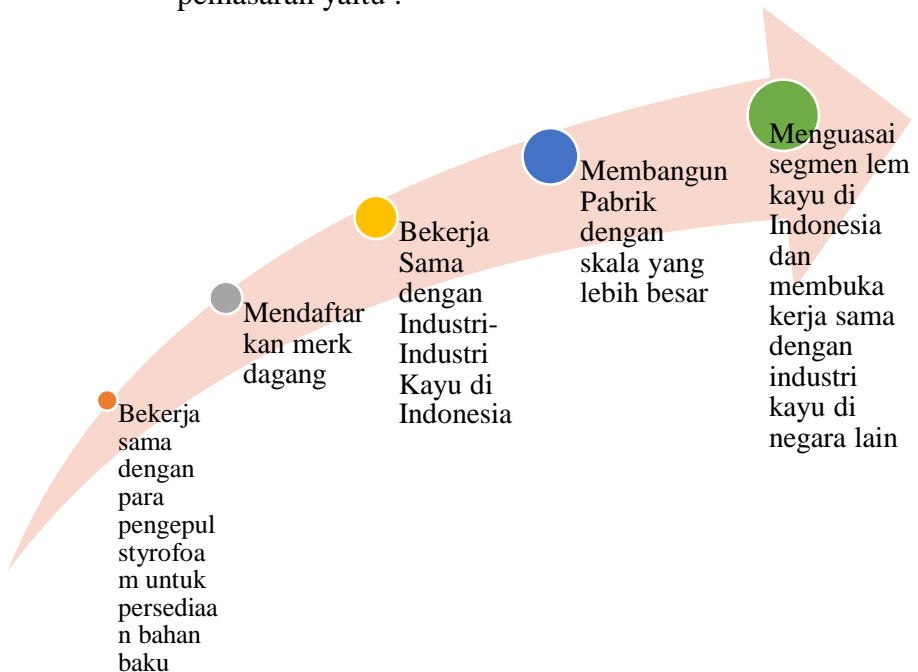 pemasaran yaitu :
Bekerja
sama
dengan
para
pengepul
styrofoa
m untuk
persediaa
n bahan
baku
Mendaftar
kan merk
dagang
Bekerja
Sama
dengan
Industri-
Industri
Kayu di
Indonesia
Membangun
Pabrik
dengan
skala yang
lebih besar
Menguasai
segmen lem
kayu di
Indonesia
dan
membuka
kerja sama
dengan
industri
kayu di
negara lain